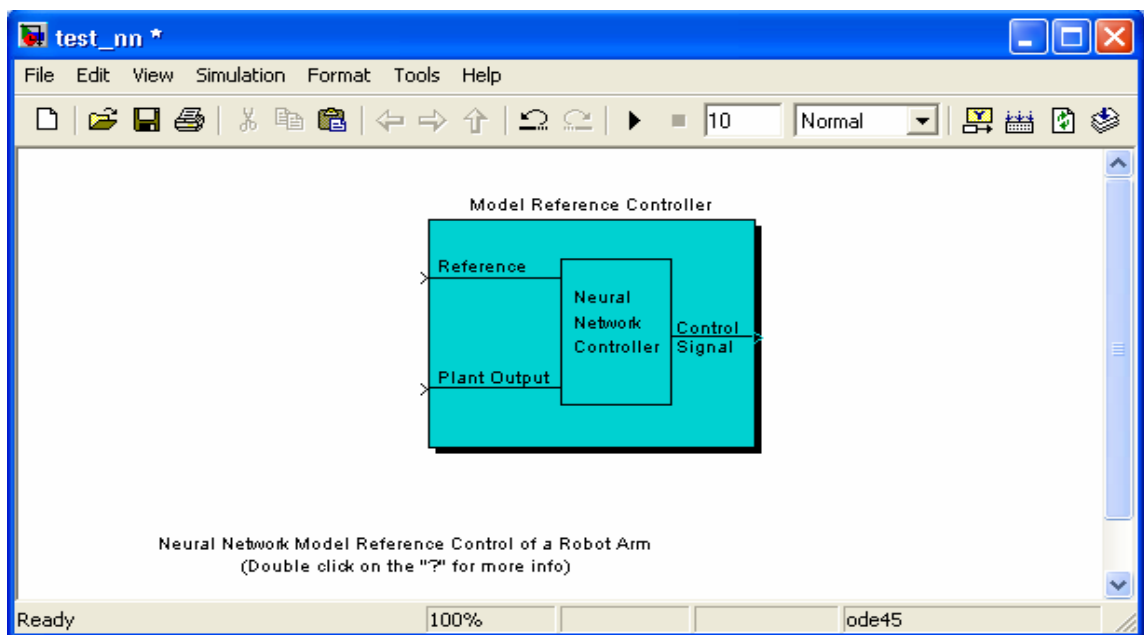 test_nn *
File Edit View Simulation Format Tools Help
10 Normal
Model Reference Controller
Reference
Neural
Network
Controller
Control
Signal
Plant Output
Neural Network Model Reference Control of a Robot Arm
(Double click on the "?" for more info)
Ready 100% ode45